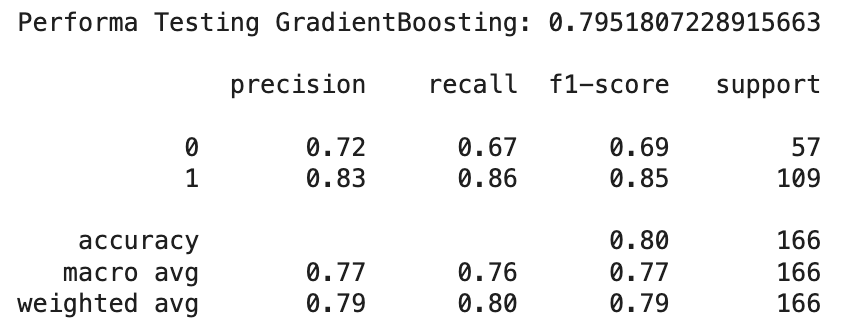 Performa Testing GradientBoosting: 0.7951807228915663
precision recall f1-score support
0 0.72 0.67 0.69 57
1 0.83 0.86 0.85 109
accuracy 0.80 166
macro avg 0.77 0.76 0.77 166
weighted avg 0.79 0.80 0.79 166